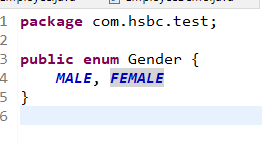 1 package com.hsbc.test;
2
3 public enum Gender {
4 MALE, FEMALE
5 }
6